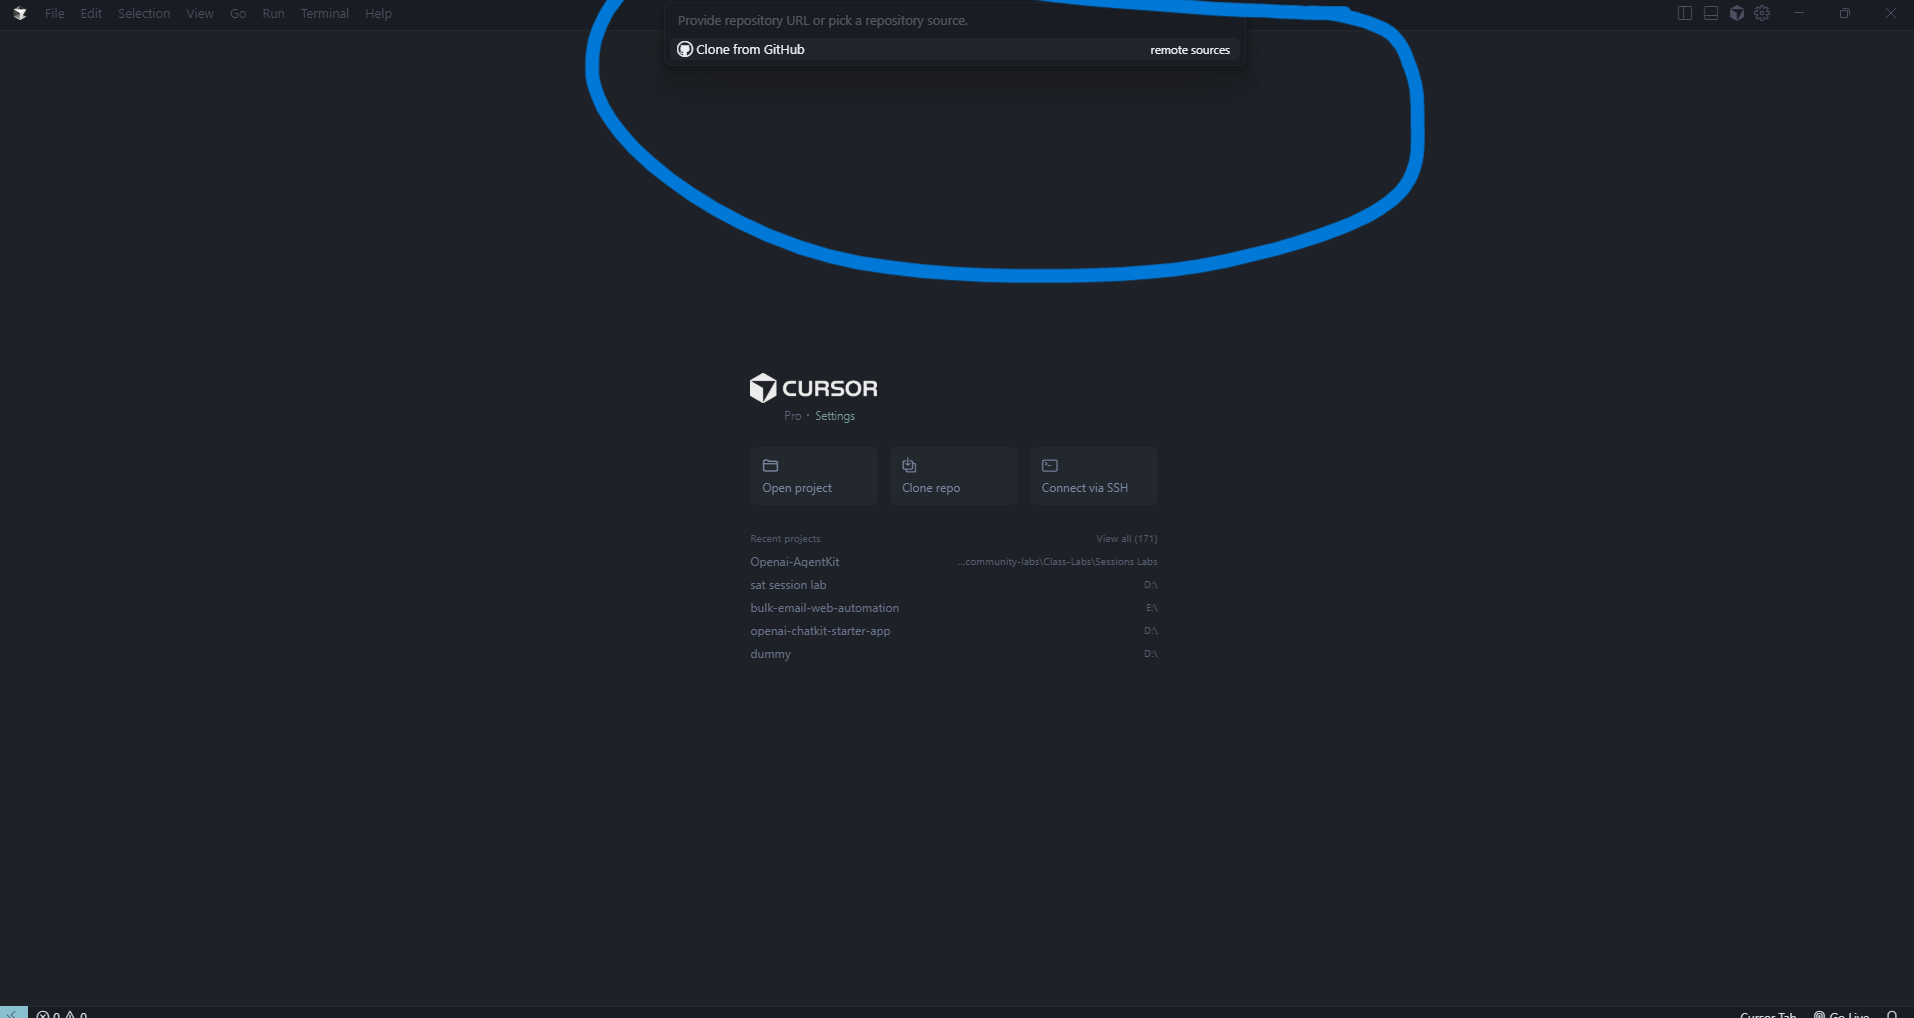 File Edit Selection View Go Run Terminal Help
Provide repository URL or pick a repository source.
Clone from GitHub remote sources
CURSOR
Pro · Settings
Open project Clone repo Connect via SSH
Recent projects View all (171)
Openai-AgentKit ...community-labs\Class-Labs\Sessions Labs
sat session lab D:\
bulk-email-web-automation E:\
openai-chatkit-starter-app D:\
dummy D:\
0 0 Cursor Tab Go Live